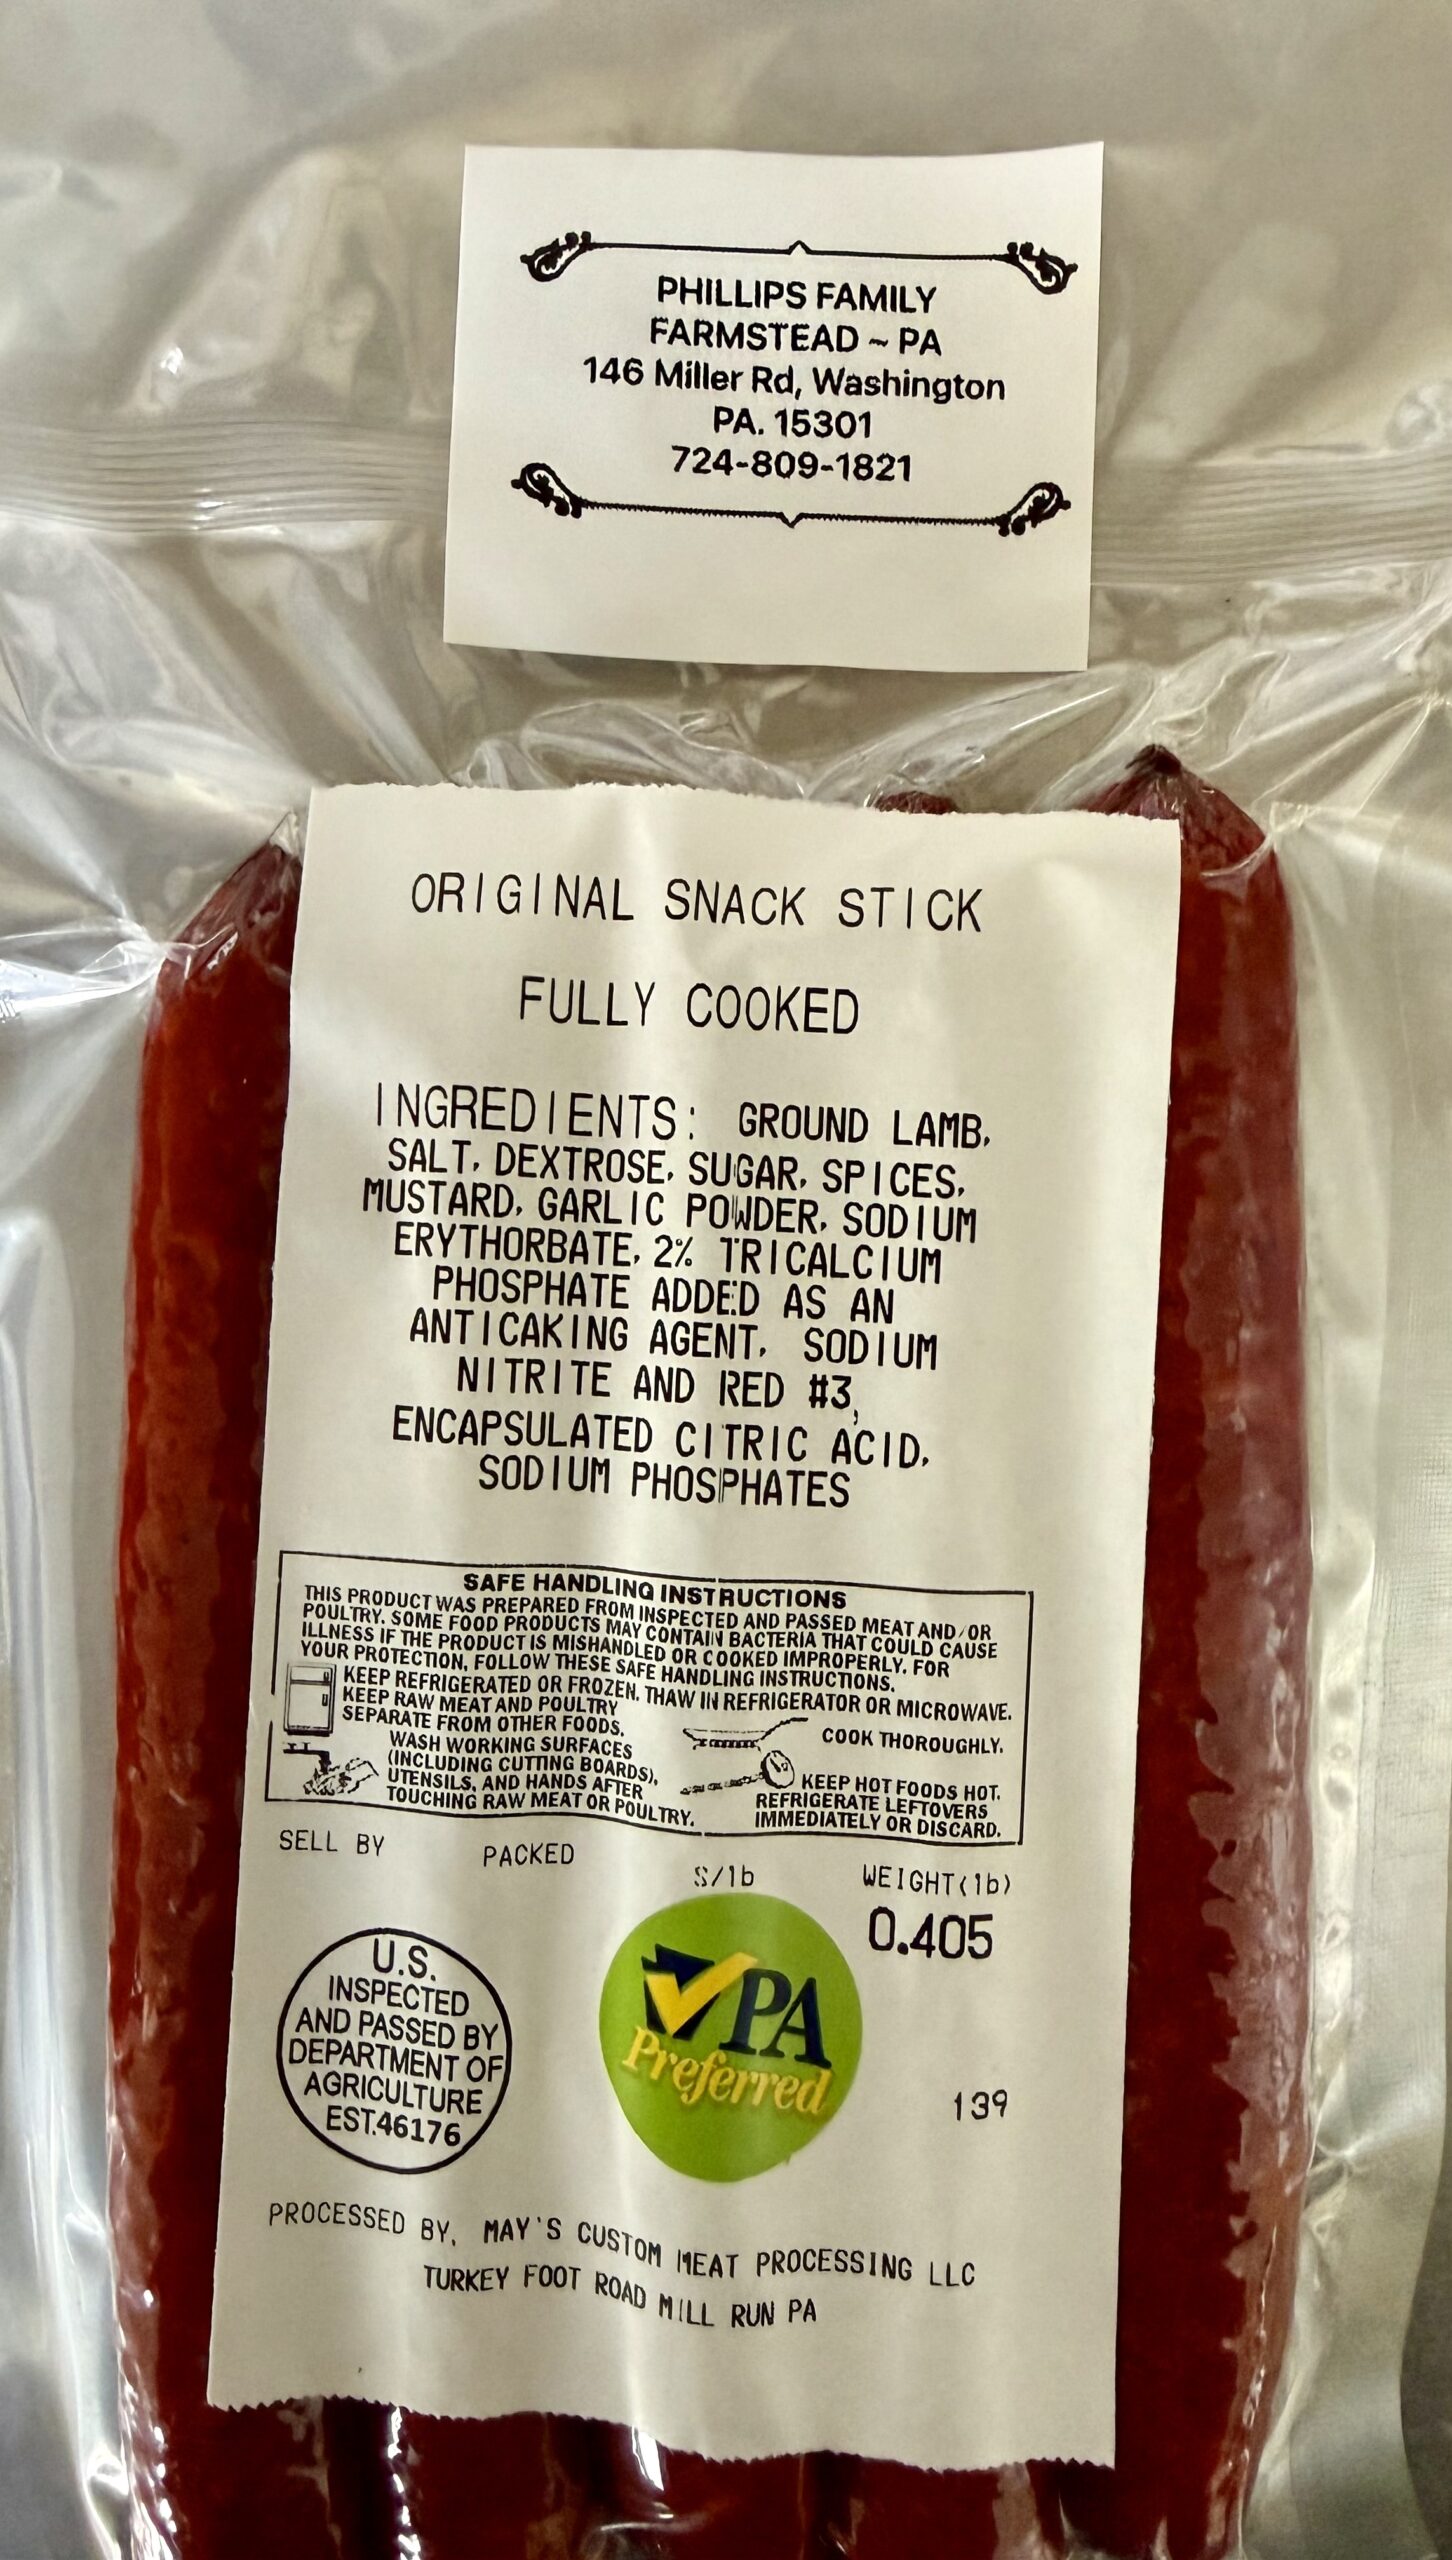 PHILLIPS FAMILY
FARMSTEAD ~ PA
146 Miller Rd, Washington
PA. 15301
724-809-1821
ORIGINAL SNACK STICK
FULLY COOKED
INGREDIENTS: GROUND LAMB,
SALT, DEXTROSE, SUGAR, SPICES,
MUSTARD, GARLIC POWDER, SODIUM
ERYTHORBATE, 2% TRICALCIUM
PHOSPHATE ADDED AS AN
ANTICAKING AGENT, SODIUM
NITRITE AND RED #3,
ENCAPSULATED CITRIC ACID,
SODIUM PHOSPHATES
SAFE HANDLING INSTRUCTIONS
THIS PRODUCT WAS PREPARED FROM INSPECTED AND PASSED MEAT AND/OR
POULTRY. SOME FOOD PRODUCTS MAY CONTAIN BACTERIA THAT COULD CAUSE
ILLNESS IF THE PRODUCT IS MISHANDLED OR COOKED IMPROPERLY. FOR
YOUR PROTECTION, FOLLOW THESE SAFE HANDLING INSTRUCTIONS.
KEEP REFRIGERATED OR FROZEN. THAW IN REFRIGERATOR OR MICROWAVE.
KEEP RAW MEAT AND POULTRY
SEPARATE FROM OTHER FOODS.
COOK THOROUGHLY.
WASH WORKING SURFACES
(INCLUDING CUTTING BOARDS),
UTENSILS, AND HANDS AFTER
TOUCHING RAW MEAT OR POULTRY.
KEEP HOT FOODS HOT.
REFRIGERATE LEFTOVERS
IMMEDIATELY OR DISCARD.
SELL BY PACKED $/lb WEIGHT(lb)
0.405
U.S.
INSPECTED
AND PASSED BY
DEPARTMENT OF
AGRICULTURE
EST.46176
PA
Preferred
139
PROCESSED BY, MAY'S CUSTOM MEAT PROCESSING LLC
TURKEY FOOT ROAD MILL RUN PA